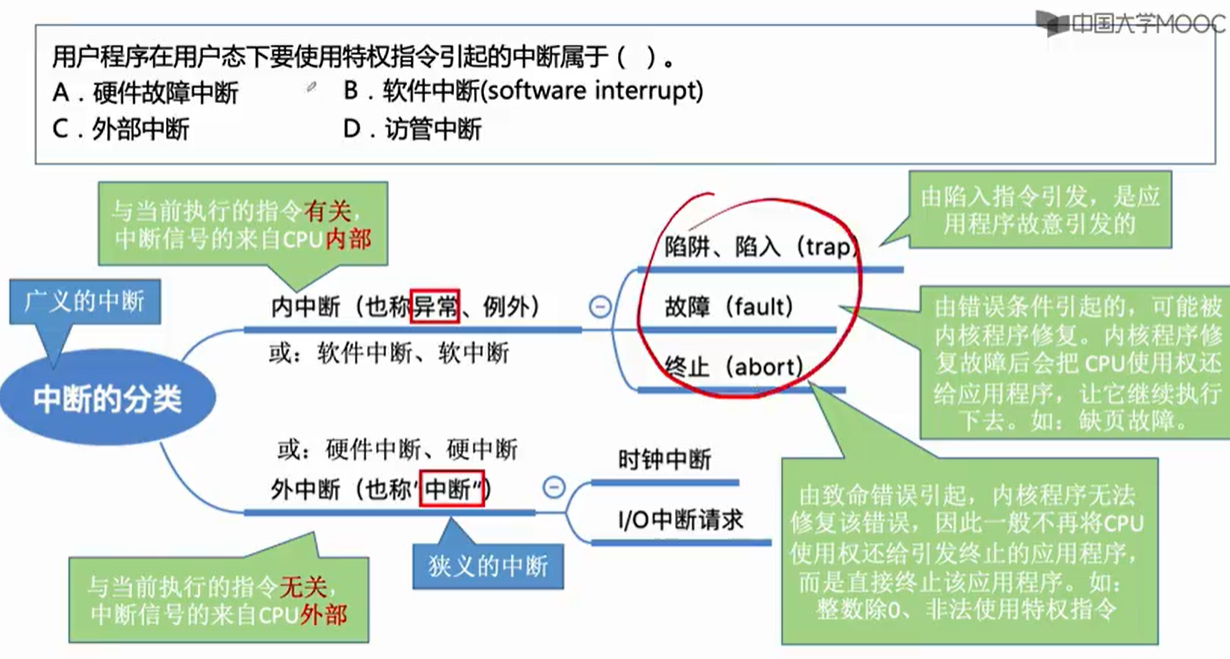 中国大学MOOC
用户程序在用户态下要使用特权指令引起的中断属于（ ）。
A．硬件故障中断 B．软件中断(software interrupt)
C．外部中断 D．访管中断
与当前执行的指令有关，
中断信号的来自CPU内部
由陷入指令引发，是应
用程序故意引发的
广义的中断
中断的分类
内中断（也称异常、例外）
或：软件中断、软中断
陷阱、陷入（trap）
故障（fault）
终止（abort）
由错误条件引起的，可能被
内核程序修复。内核程序修
复故障后会把 CPU使用权还
给应用程序，让它继续执行
下去。如：缺页故障。
或：硬件中断、硬中断
外中断（也称"中断"）
时钟中断
I/O中断请求
狭义的中断
与当前执行的指令无关，
中断信号的来自CPU外部
由致命错误引起，内核程序无法
修复该错误，因此一般不再将CPU
使用权还给引发终止的应用程序，
而是直接终止该应用程序。如：
整数除0、非法使用特权指令